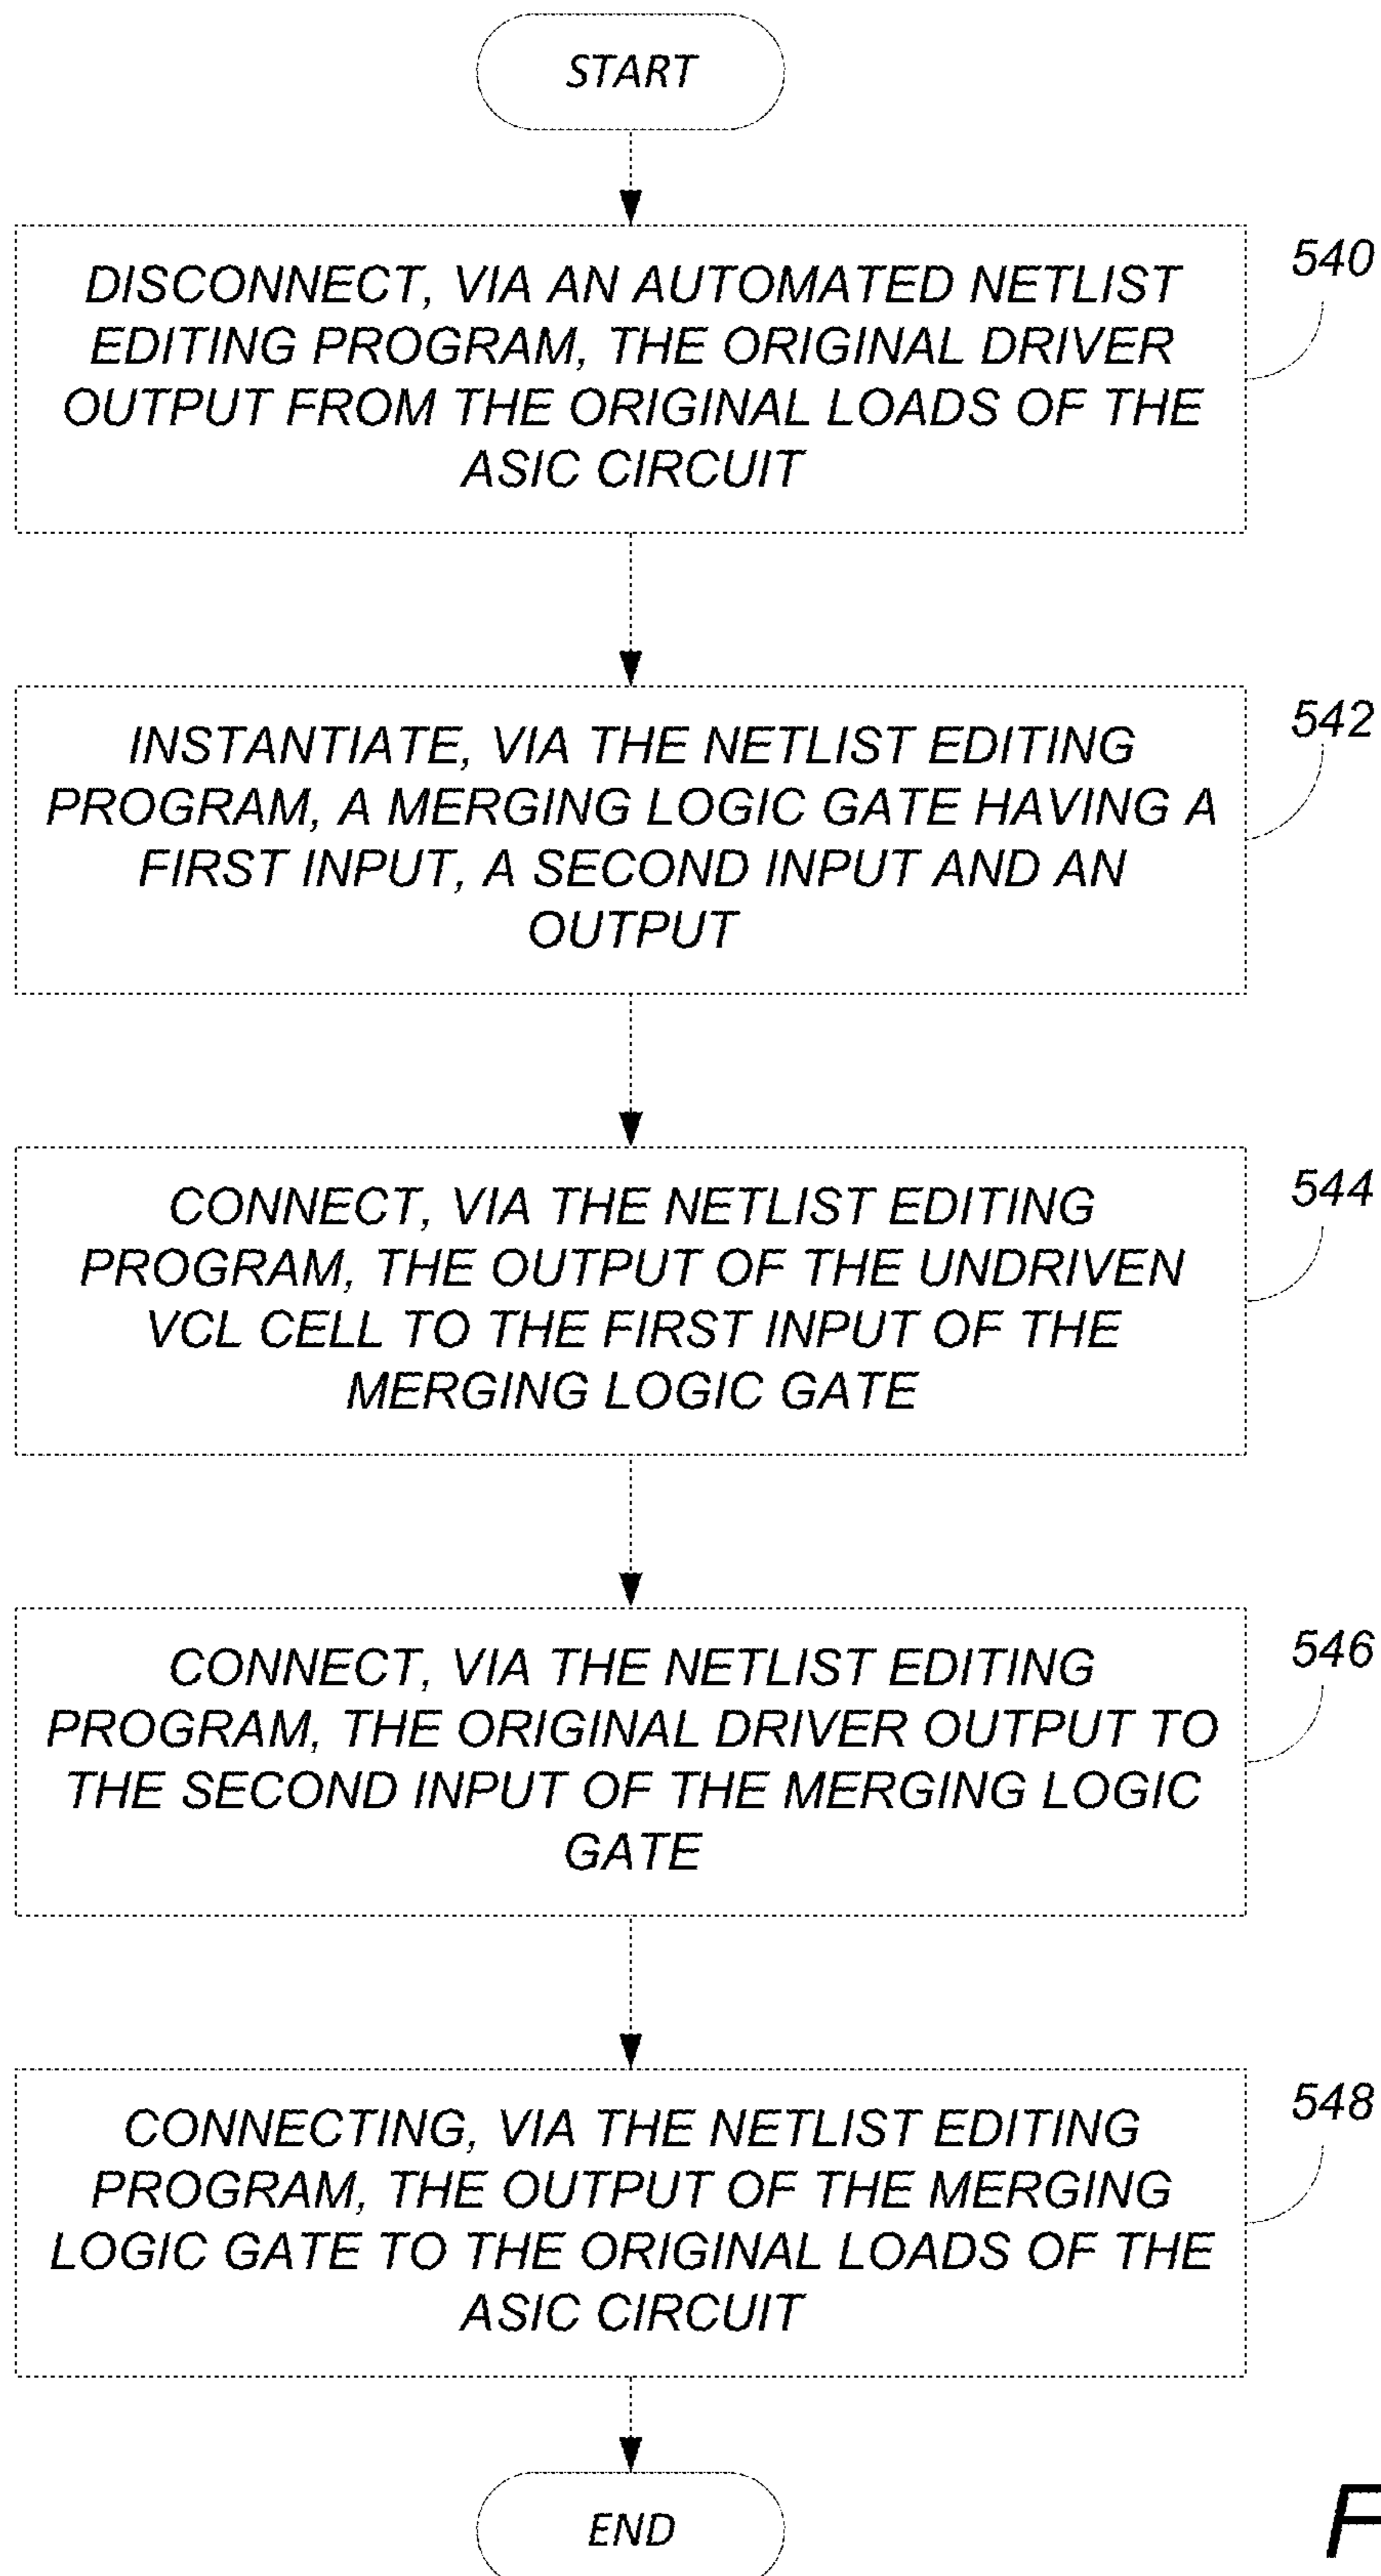 START
DISCONNECT, VIA AN AUTOMATED NETLIST
EDITING PROGRAM, THE ORIGINAL DRIVER
OUTPUT FROM THE ORIGINAL LOADS OF THE
ASIC CIRCUIT
540
INSTANTIATE, VIA THE NETLIST EDITING
PROGRAM, A MERGING LOGIC GATE HAVING A
FIRST INPUT, A SECOND INPUT AND AN
OUTPUT
542
CONNECT, VIA THE NETLIST EDITING
PROGRAM, THE OUTPUT OF THE UNDRIVEN
VCL CELL TO THE FIRST INPUT OF THE
MERGING LOGIC GATE
544
CONNECT, VIA THE NETLIST EDITING
PROGRAM, THE ORIGINAL DRIVER OUTPUT TO
THE SECOND INPUT OF THE MERGING LOGIC
GATE
546
CONNECTING, VIA THE NETLIST EDITING
PROGRAM, THE OUTPUT OF THE MERGING
LOGIC GATE TO THE ORIGINAL LOADS OF THE
ASIC CIRCUIT
548
END